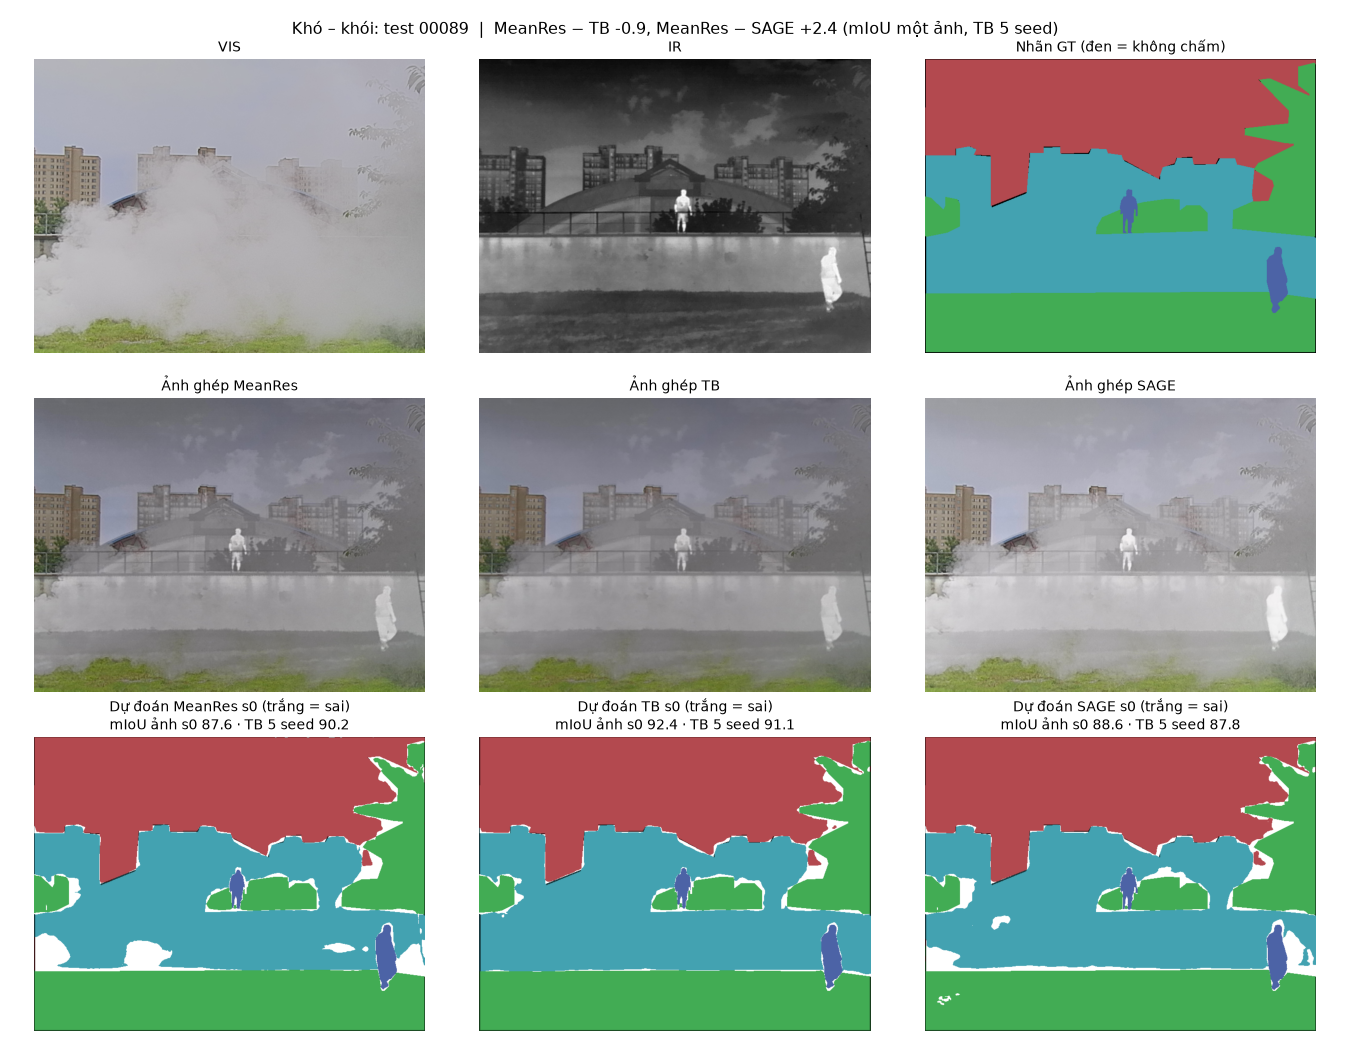 Khó – khói: test 00089 | MeanRes − TB -0.9, MeanRes − SAGE +2.4 (mIoU một ảnh, TB 5 seed)
VIS
IR
Nhãn GT (đen = không chấm)
Ảnh ghép MeanRes
Ảnh ghép TB
Ảnh ghép SAGE
Dự đoán MeanRes s0 (trắng = sai)
mIoU ảnh s0 87.6 · TB 5 seed 90.2
Dự đoán TB s0 (trắng = sai)
mIoU ảnh s0 92.4 · TB 5 seed 91.1
Dự đoán SAGE s0 (trắng = sai)
mIoU ảnh s0 88.6 · TB 5 seed 87.8